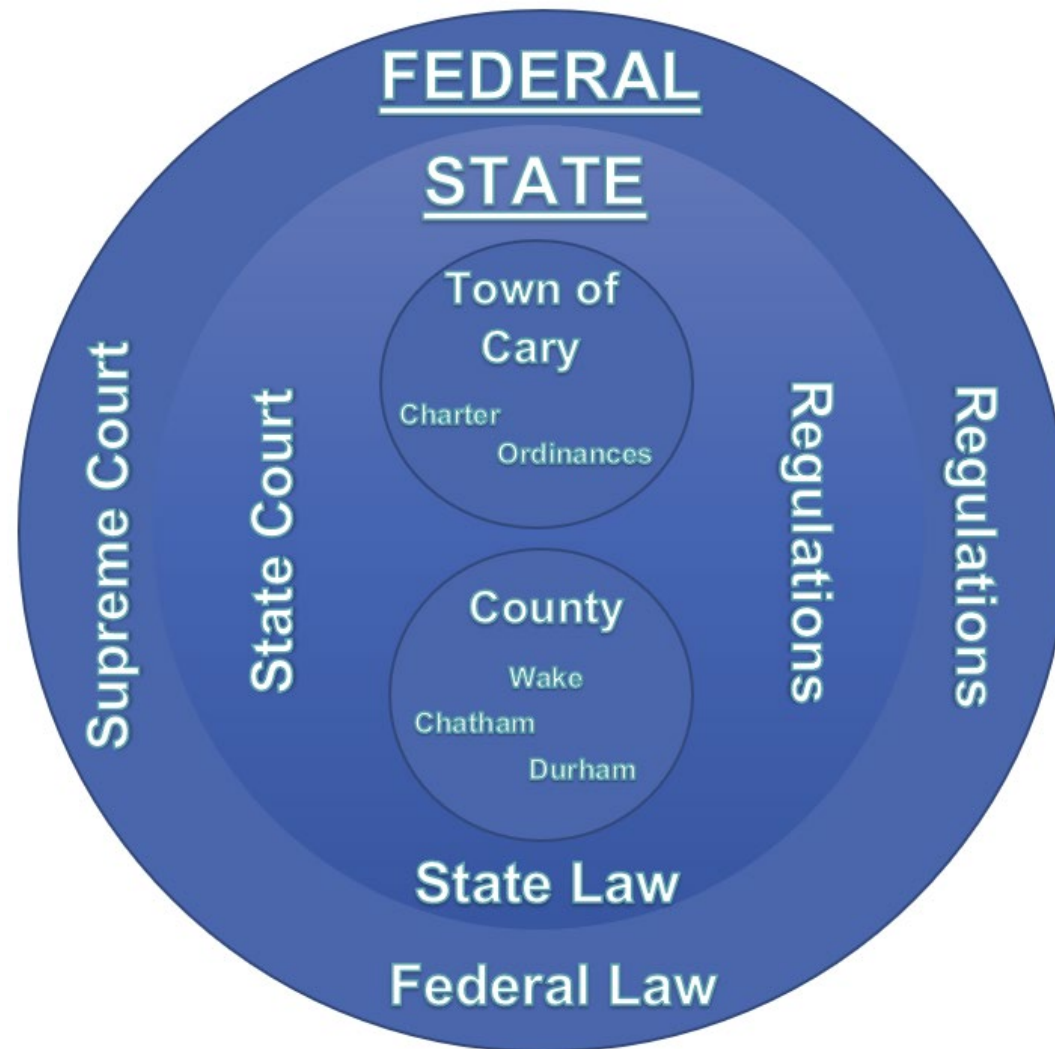 FEDERAL
STATE
Town of
Cary
Charter
Ordinances
Supreme Court
State Court
Regulations
Regulations
County
Wake
Chatham
Durham
State Law
Federal Law